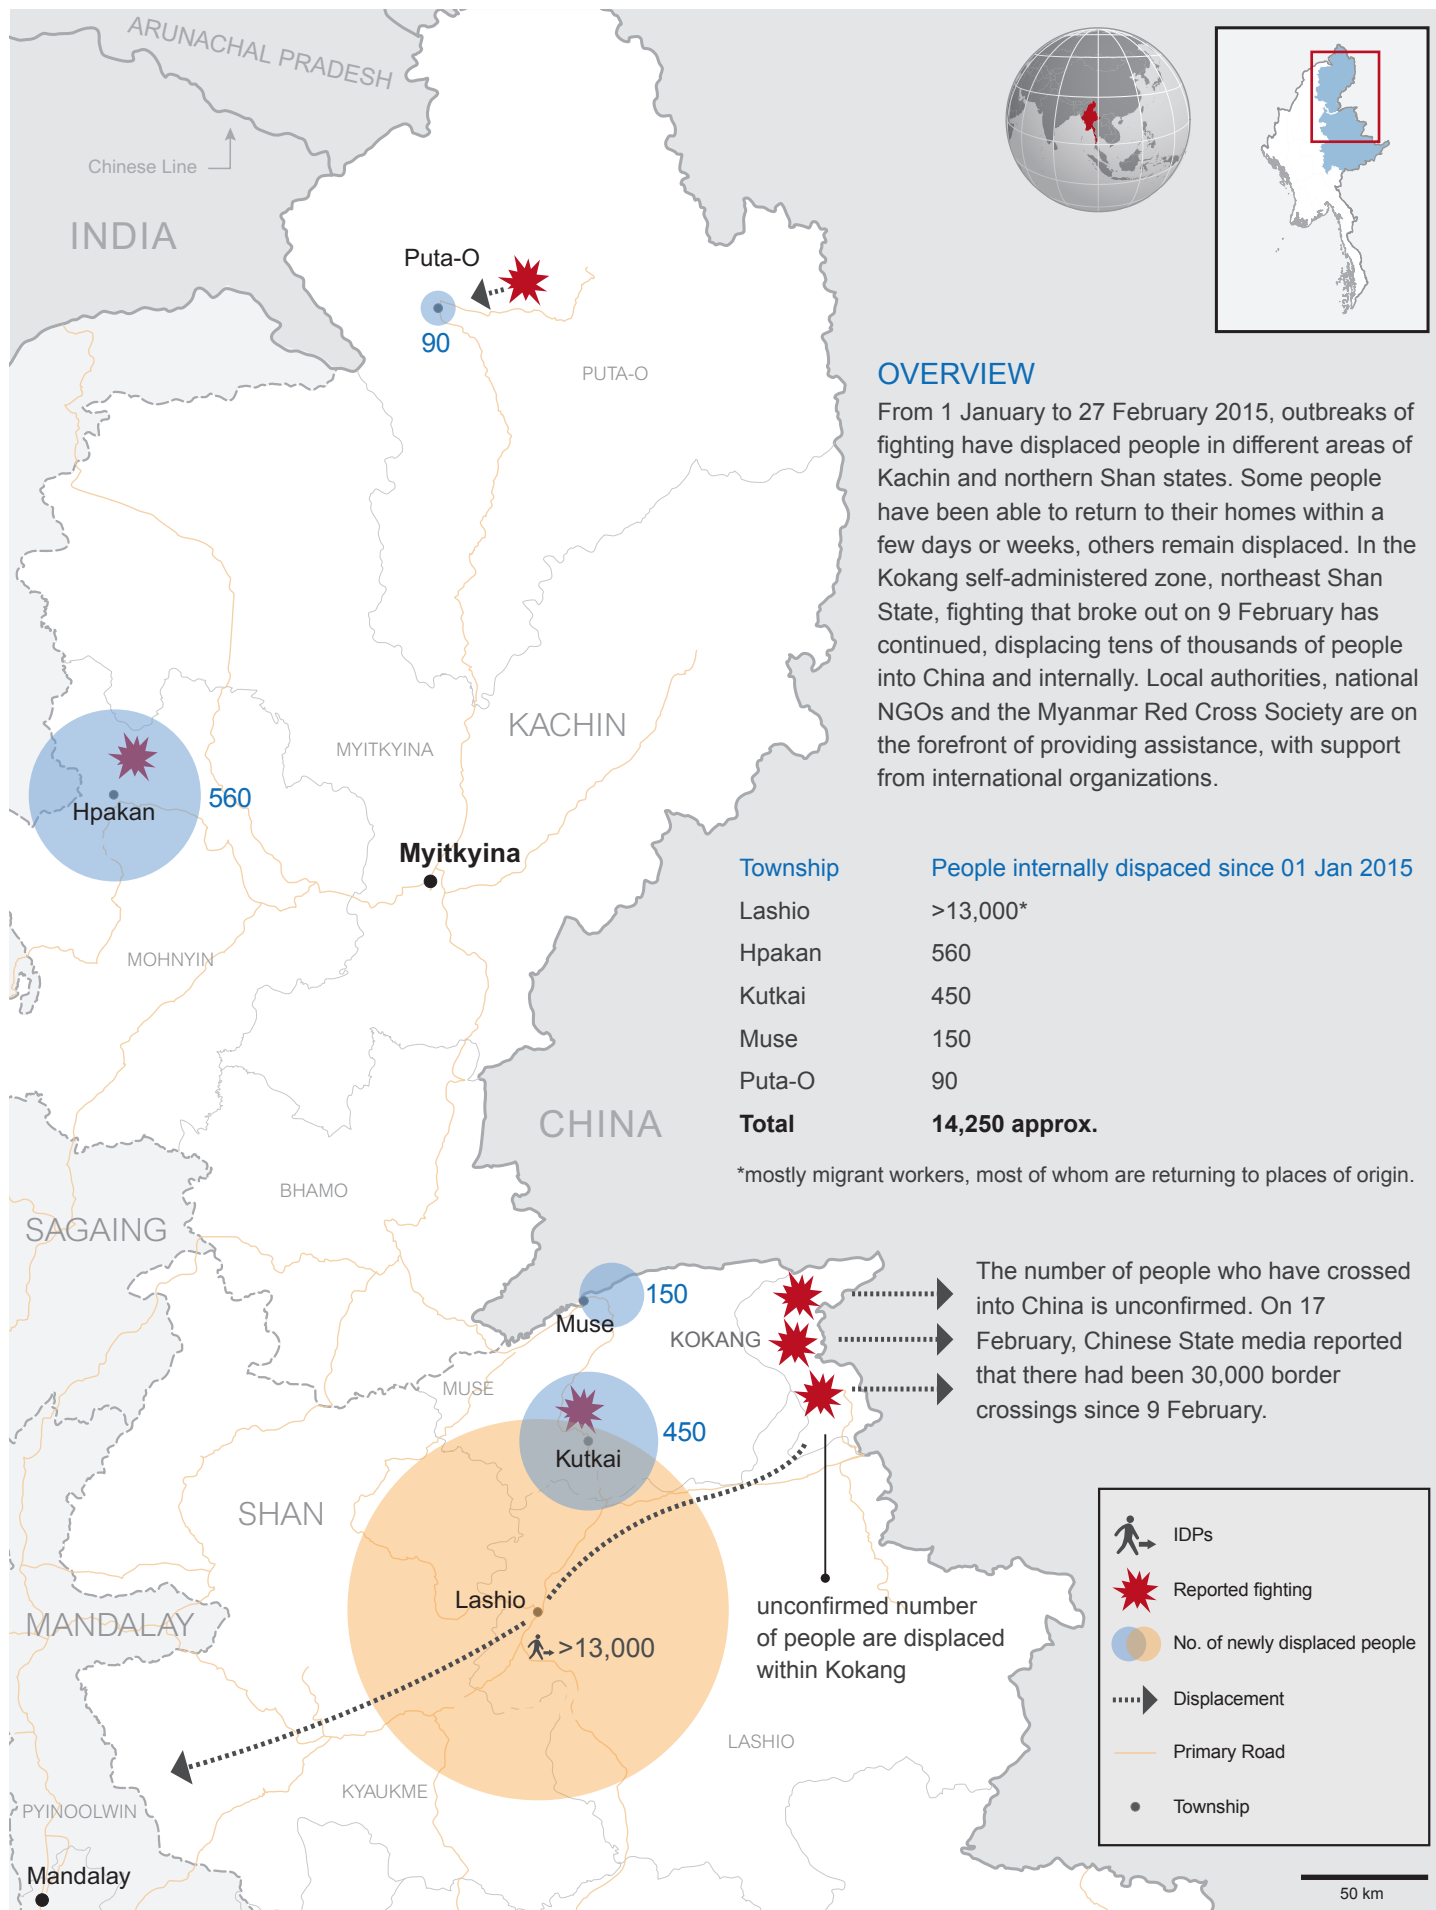 ARUNACHAL PRADESH
Chinese Line
INDIA
Puta-O
90
PUTA-O
OVERVIEW
From 1 January to 27 February 2015, outbreaks of
fighting have displaced people in different areas of
Kachin and northern Shan states. Some people
have been able to return to their homes within a
few days or weeks, others remain displaced. In the
Kokang self-administered zone, northeast Shan
State, fighting that broke out on 9 February has
continued, displacing tens of thousands of people
into China and internally. Local authorities, national
NGOs and the Myanmar Red Cross Society are on
the forefront of providing assistance, with support
from international organizations.
KACHIN
MYITKYINA
Hpakan
560
Myitkyina
MOHNYIN
Township People internally dispaced since 01 Jan 2015
Lashio >13,000*
Hpakan 560
Kutkai 450
Muse 150
Puta-O 90
Total 14,250 approx.
*mostly migrant workers, most of whom are returning to places of origin.
CHINA
BHAMO
SAGAING
150
Muse
KOKANG
MUSE
450
Kutkai
The number of people who have crossed
into China is unconfirmed. On 17
February, Chinese State media reported
that there had been 30,000 border
crossings since 9 February.
SHAN
Lashio
>13,000
unconfirmed number
of people are displaced
within Kokang
MANDALAY
LASHIO
KYAUKME
PYINOOLWIN
Mandalay
IDPs
Reported fighting
No. of newly displaced people
Displacement
Primary Road
Township
50 km